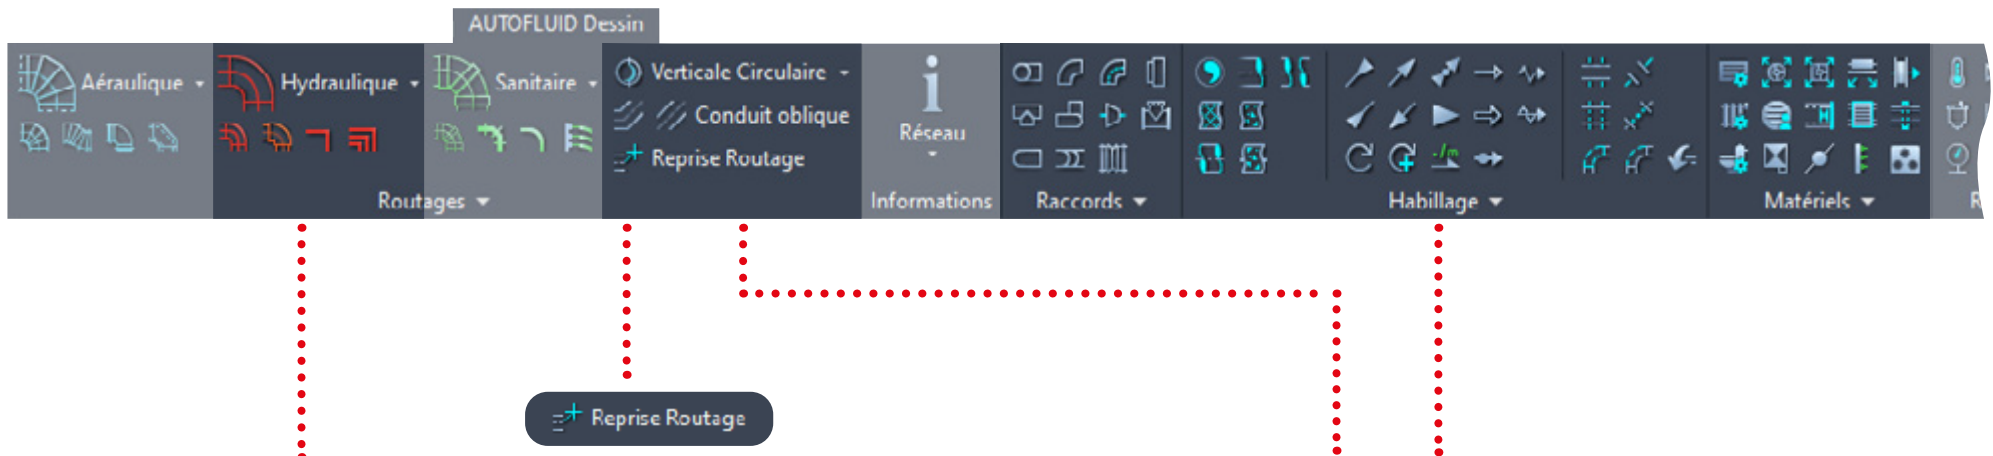 AUTOFLUID Dessin
Aéraulique
Hydraulique
Sanitaire
Verticale Circulaire
Conduit oblique
Reprise Routage
Réseau
Routages
Informations
Raccords
Habillage
Matériels
Reprise Routage